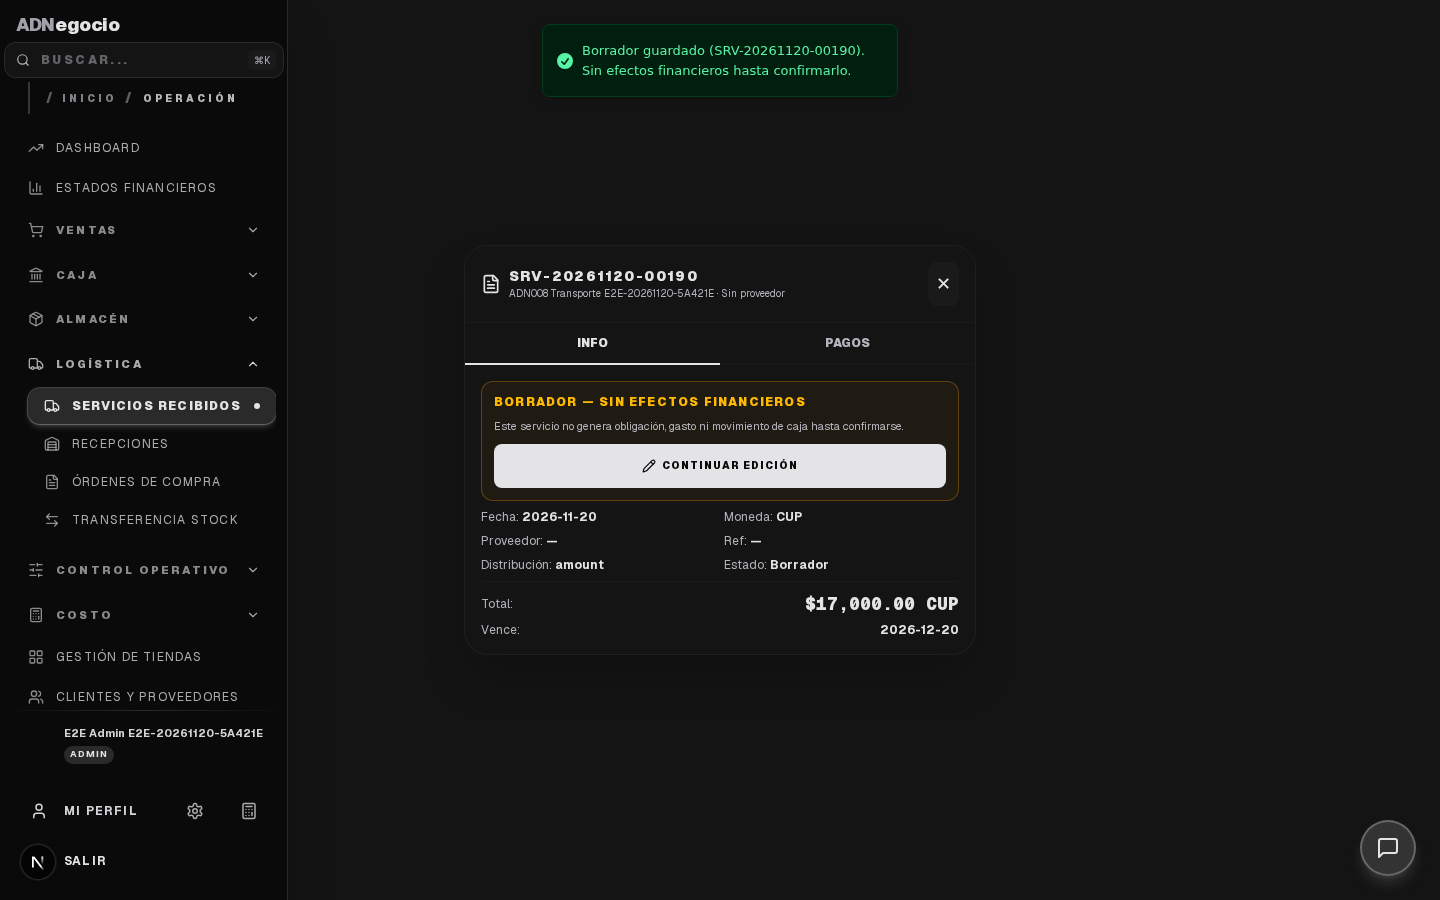 ADNegocio
BUSCAR...
⌘K
/ INICIO / OPERACIÓN
DASHBOARD
ESTADOS FINANCIEROS
VENTAS
CAJA
ALMACÉN
LOGÍSTICA
SERVICIOS RECIBIDOS
RECEPCIONES
ÓRDENES DE COMPRA
TRANSFERENCIA STOCK
CONTROL OPERATIVO
COSTO
GESTIÓN DE TIENDAS
CLIENTES Y PROVEEDORES
E2E Admin E2E-20261120-5A421E
ADMIN
MI PERFIL
SALIR
Borrador guardado (SRV-20261120-00190).
Sin efectos financieros hasta confirmarlo.
SRV-20261120-00190
ADN008 Transporte E2E-20261120-5A421E · Sin proveedor
INFO PAGOS
BORRADOR — SIN EFECTOS FINANCIEROS
Este servicio no genera obligación, gasto ni movimiento de caja hasta confirmarse.
CONTINUAR EDICIÓN
Fecha: 2026-11-20 Moneda: CUP
Proveedor: — Ref: —
Distribución: amount Estado: Borrador
Total: $17,000.00 CUP
Vence: 2026-12-20